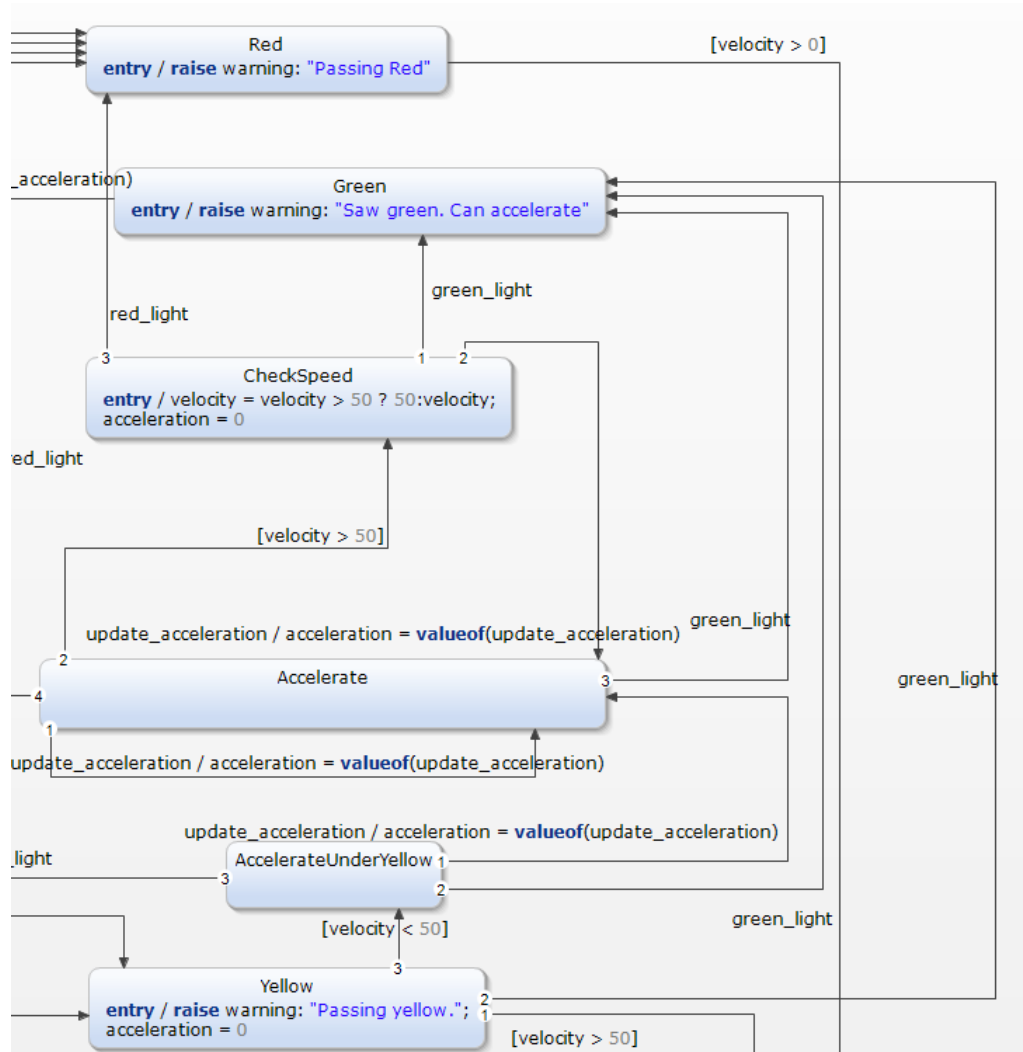 Red
entry / raise warning: "Passing Red"
[velocity > 0]
_acceleration)
Green
entry / raise warning: "Saw green. Can accelerate"
green_light
red_light
3
1
2
CheckSpeed
entry / velocity = velocity > 50 ? 50:velocity;
acceleration = 0
red_light
[velocity > 50]
green_light
update_acceleration / acceleration = valueof(update_acceleration)
2
Accelerate
3
green_light
4
1
update_acceleration / acceleration = valueof(update_acceleration)
update_acceleration / acceleration = valueof(update_acceleration)
_light
AccelerateUnderYellow
1
3
2
green_light
[velocity < 50]
3
Yellow
entry / raise warning: "Passing yellow.";
acceleration = 0
2
1
[velocity > 50]